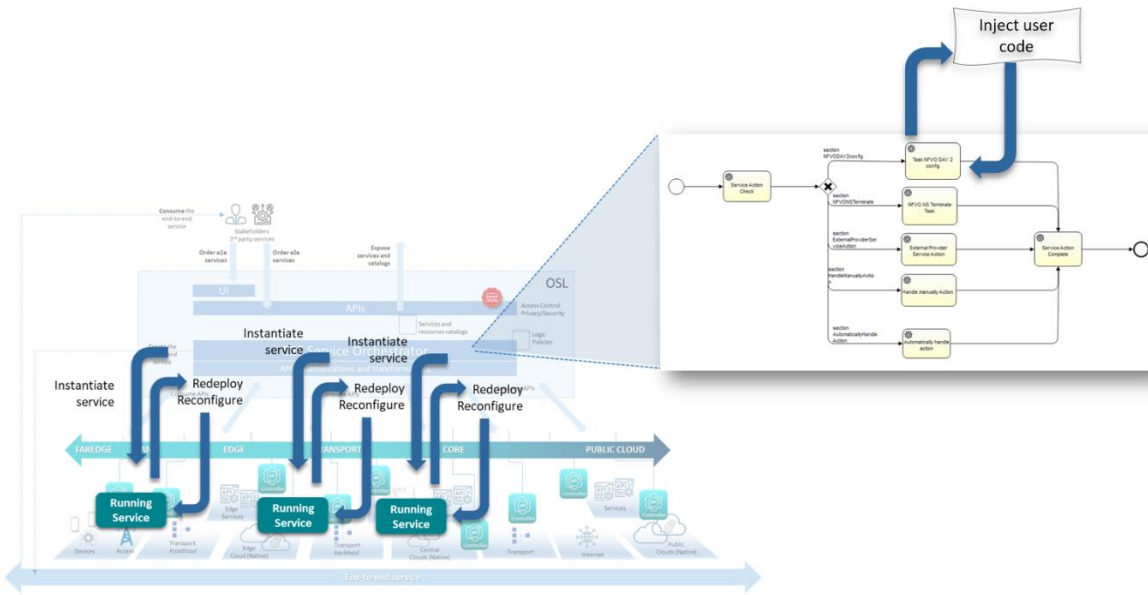 Inject user
code
section
NFVODAY2config
Task NFVO DAY 2
config
Service Action
Check
section
NFVONSTerminate
NFVO NS Terminate
Task
section
ExternalProviderSer
viceAction
External Provider
Service Action
Service Action
Complete
section
HandleManuallyActio
n
Handle Manually Action
section
AutomaticallyHandle
Action
Automatically handle
action
Consume the
end-to-end
service
Stakeholders
3rd party services
Order e2e
services
Order e2e
services
Expose
services and
catalogs
OSL
UI
APIs
Access Control
Privacy/Security
Services and
resources catalogs
Logic
Policies
Instantiate
service
Instantiate
service
Service Orchestrator
Instantiate
service
Redeploy
Reconfigure
Redeploy
Reconfigure
Redeploy
Reconfigure
FAREDGE
EDGE
TRANSPORT
CORE
PUBLIC CLOUD
Running
Service
Running
Service
Running
Service
Edge
Services
Services
Controller
Controller
Controller
Controller
Controller
Devices
Access
Transport
Fronthaul
Edge
Cloud (Native)
Transport
Backhaul
Central
Clouds (Native)
Transport
Internet
Public
Clouds (Native)
End-to-end service